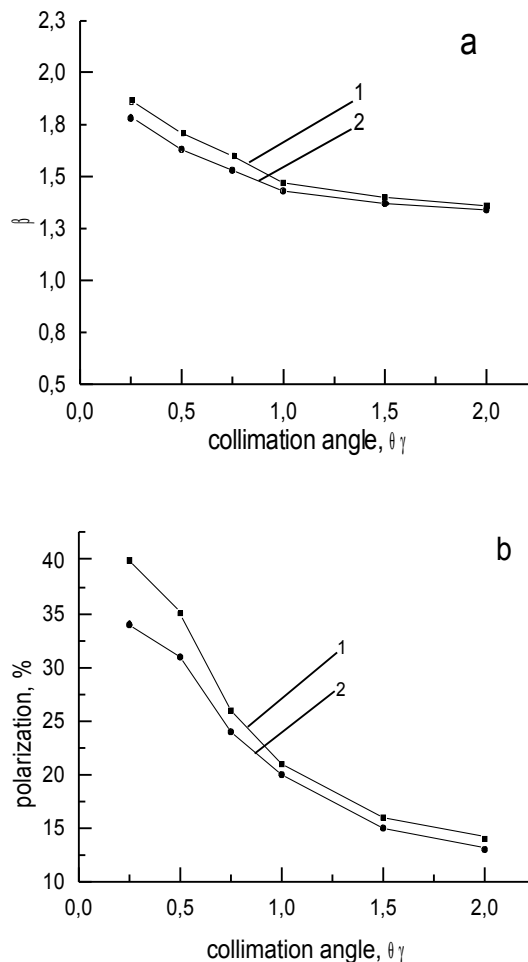 a
2,3
2,0
1,8
1,5
1,3
1,0
0,8
0,5
β
1
2
0,0 0,5 1,0 1,5 2,0
collimation angle, θγ
b
40
35
30
25
20
15
10
polarization, %
1
2
0,0 0,5 1,0 1,5 2,0
collimation angle, θγ